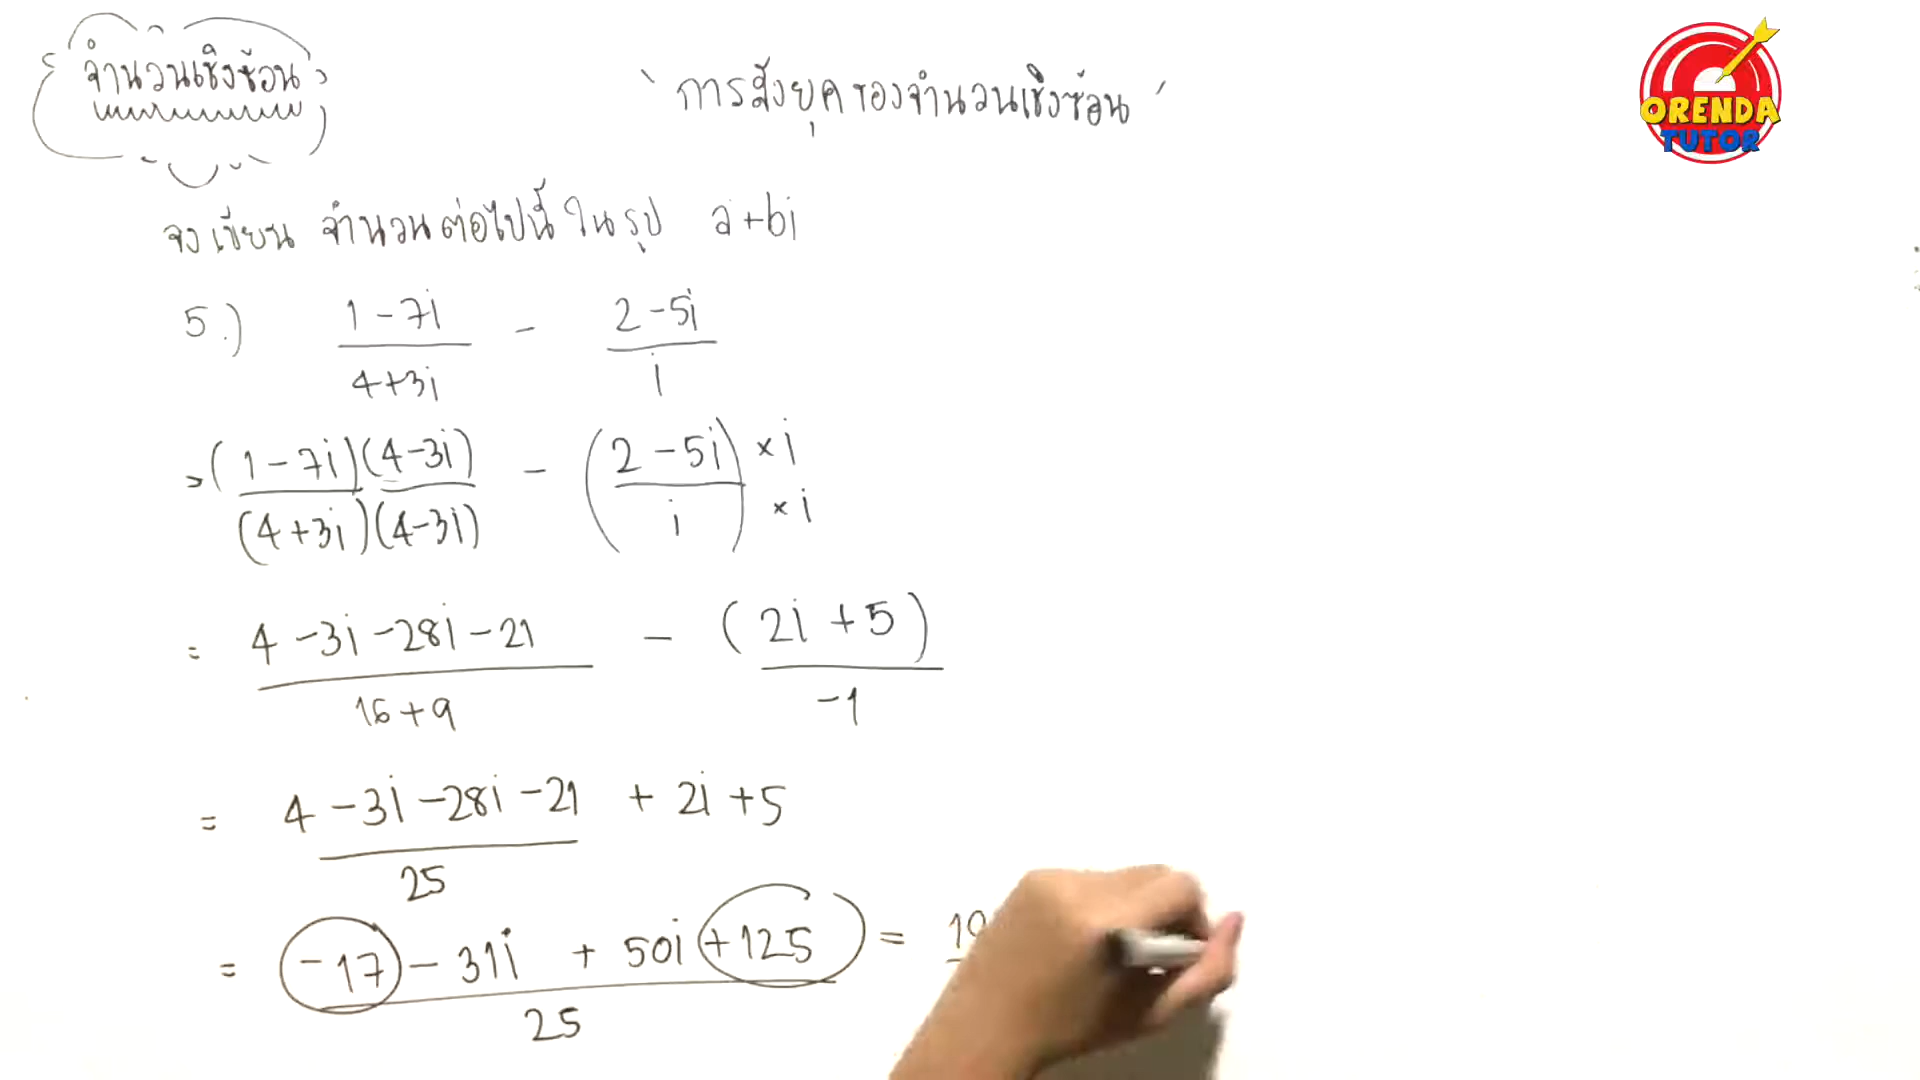 จำนวนเชิงซ้อน
` การสังยุคของจำนวนเชิงซ้อน ´
ORENDA
TUTOR
จงเขียน จำนวนต่อไปนี้ ในรูป a+bi
5.) (1-7i)/(4+3i) - (2-5i)/i
= (1-7i)(4-3i)/(4+3i)(4-3i) - ((2-5i)/i) ×i ×i
= (4-3i-28i-21)/(16+9) - (2i+5)/-1
= (4-3i-28i-21)/25 + 2i+5
= (-17-31i + 50i+125)/25 =